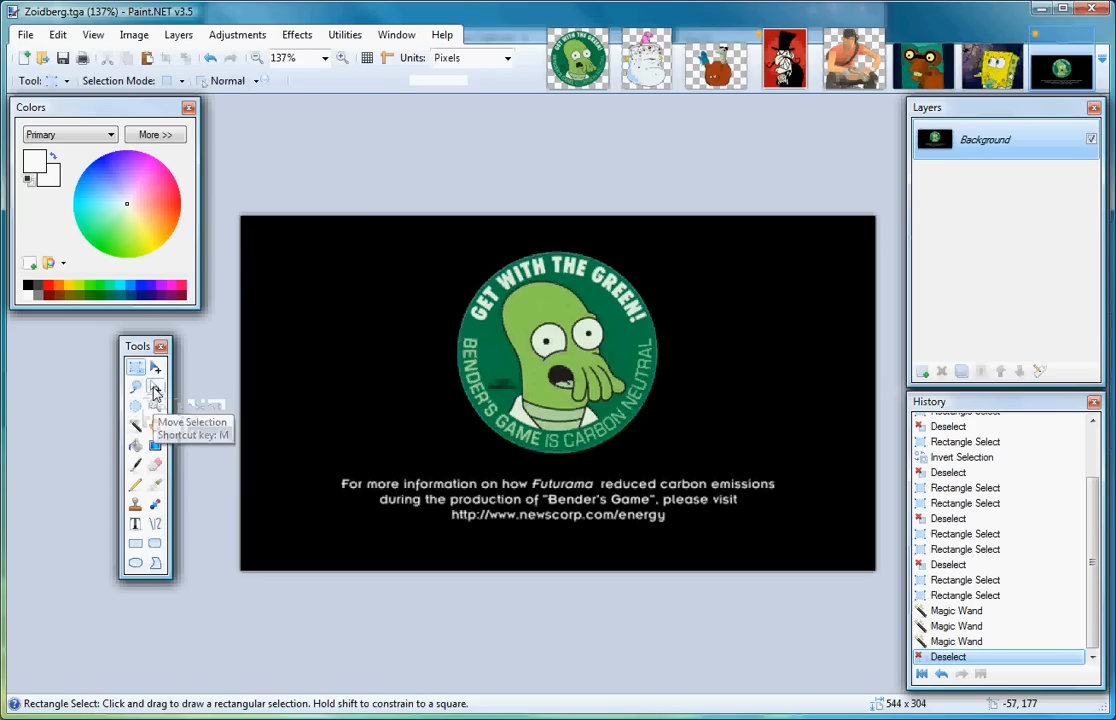 Zoidberg.tga (137%) - Paint.NET v3.5
File Edit View Image Layers Adjustments Effects Utilities Window Help
137% Units: Pixels
Tool: Selection Mode: Normal
Colors
Primary More >>
Layers
Background
GET WITH THE GREEN!
BENDER'S GAME IS CARBON NEUTRAL
For more information on how Futurama reduced carbon emissions
during the production of "Bender's Game", please visit
http://www.newscorp.com/energy
Tools
Move Selection
Shortcut key: M
History
Rectangle Select
Deselect
Rectangle Select
Invert Selection
Deselect
Rectangle Select
Rectangle Select
Deselect
Rectangle Select
Rectangle Select
Deselect
Rectangle Select
Rectangle Select
Magic Wand
Magic Wand
Magic Wand
Deselect
Rectangle Select: Click and drag to draw a rectangular selection. Hold shift to constrain to a square.
544 x 304
-57, 177